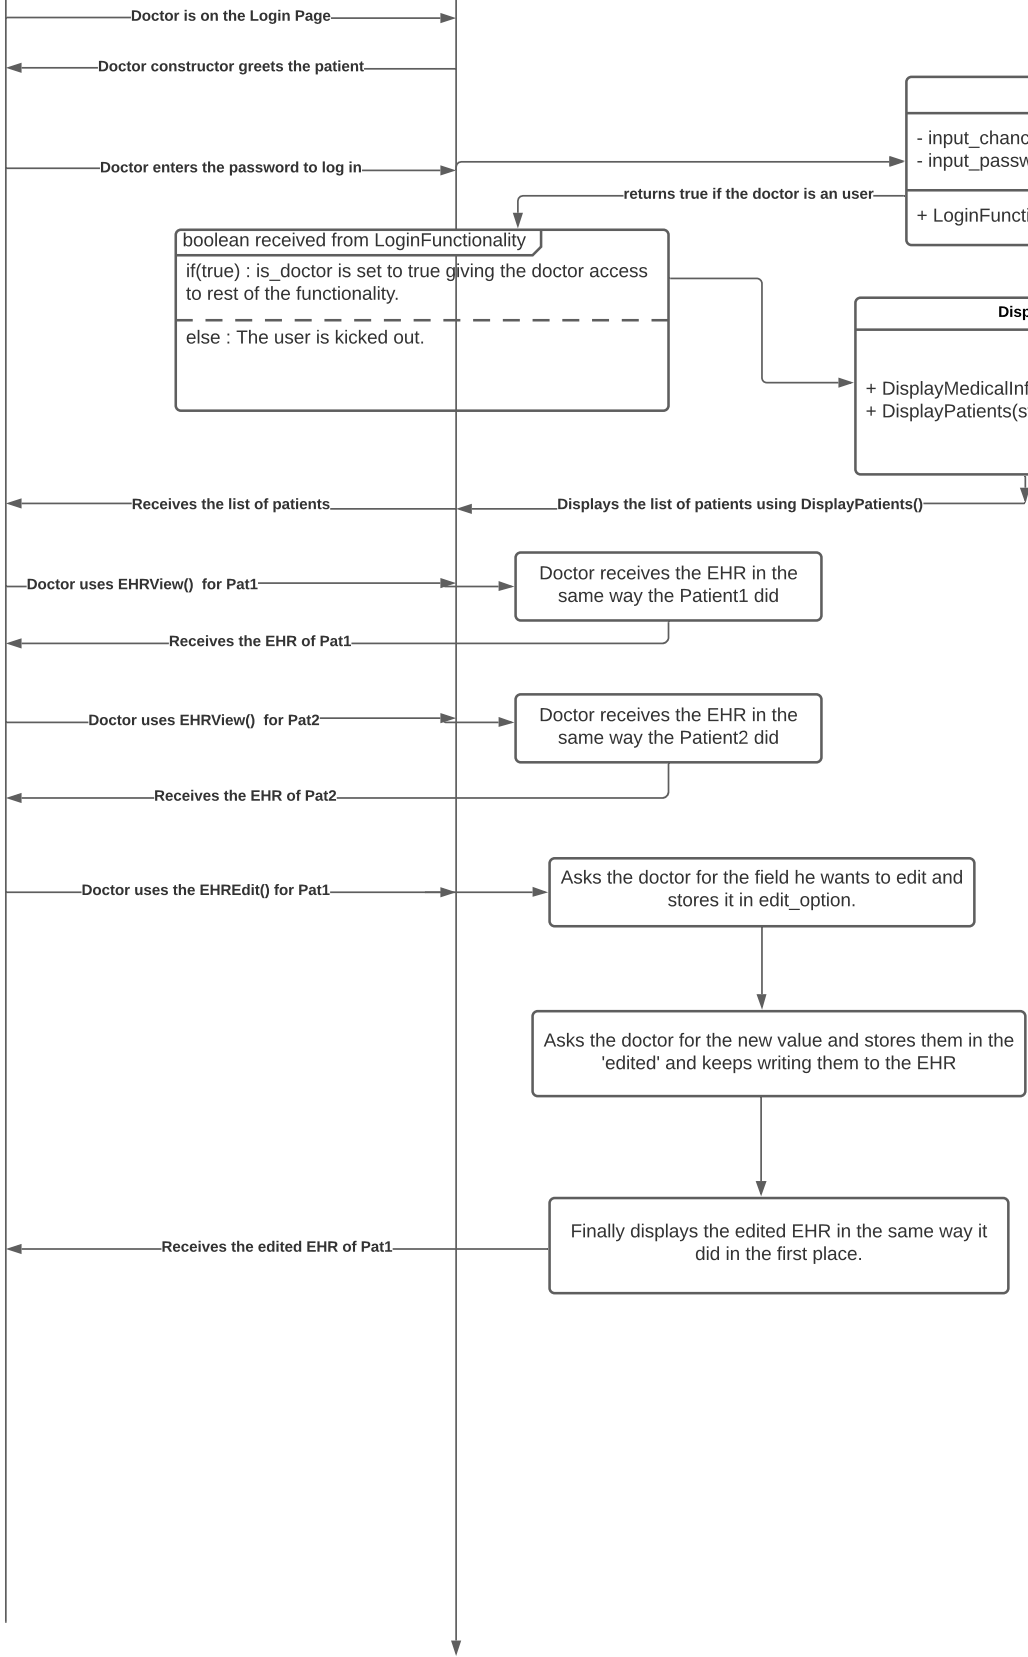 Doctor is on the Login Page
Doctor constructor greets the patient
- input_chanc
- input_passw
Doctor enters the password to log in
returns true if the doctor is an user
+ LoginFuncti
boolean received from LoginFunctionality
if(true) : is_doctor is set to true giving the doctor access
to rest of the functionality.
else : The user is kicked out.
Disp
+ DisplayMedicalInf
+ DisplayPatients(s
Receives the list of patients
Displays the list of patients using DisplayPatients()
Doctor uses EHRView()  for Pat1
Doctor receives the EHR in the
same way the Patient1 did
Receives the EHR of Pat1
Doctor uses EHRView()  for Pat2
Doctor receives the EHR in the
same way the Patient2 did
Receives the EHR of Pat2
Doctor uses the EHREdit() for Pat1
Asks the doctor for the field he wants to edit and
stores it in edit_option.
Asks the doctor for the new value and stores them in the
'edited' and keeps writing them to the EHR
Receives the edited EHR of Pat1
Finally displays the edited EHR in the same way it
did in the first place.